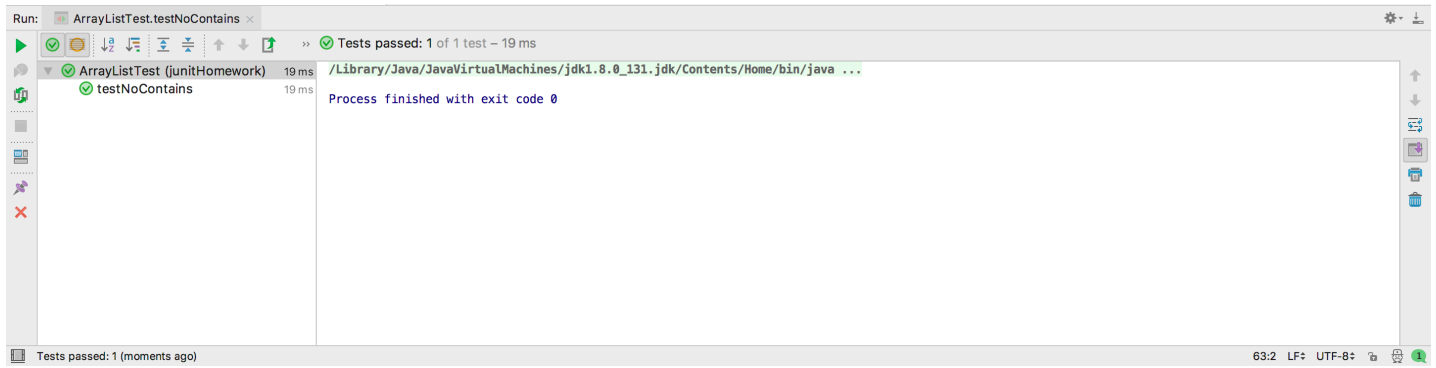 Run: ArrayListTest.testNoContains
Tests passed: 1 of 1 test – 19 ms
ArrayListTest (junitHomework) 19 ms
testNoContains 19 ms
/Library/Java/JavaVirtualMachines/jdk1.8.0_131.jdk/Contents/Home/bin/java ...
Process finished with exit code 0
Tests passed: 1 (moments ago) 63:2 LF UTF-8 1